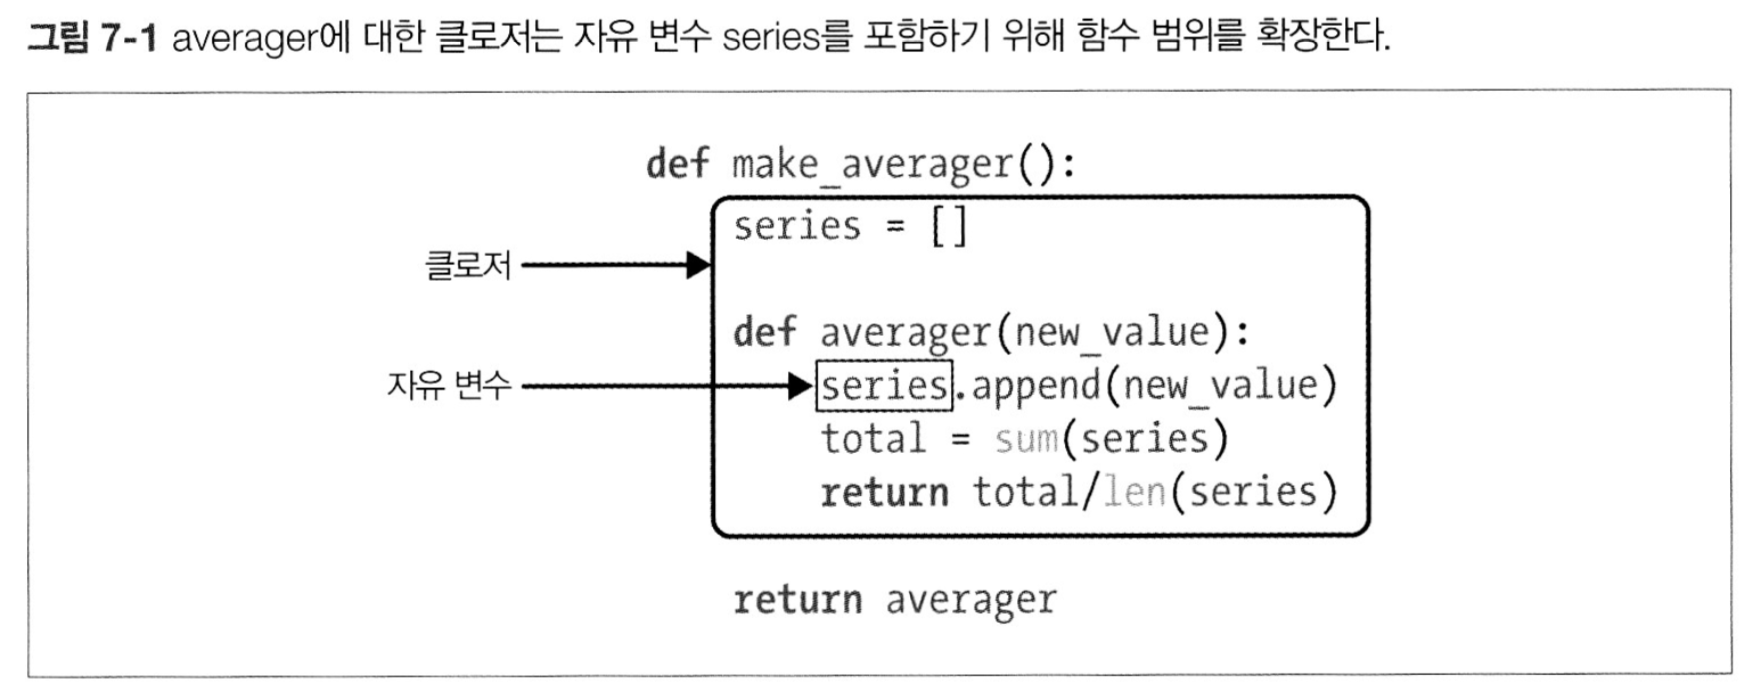 그림 7-1 averager에 대한 클로저는 자유 변수 series를 포함하기 위해 함수 범위를 확장한다.
def make_averager():
series = []
클로저
def averager(new_value):
자유 변수 series.append(new_value)
total = sum(series)
return total/len(series)
return averager